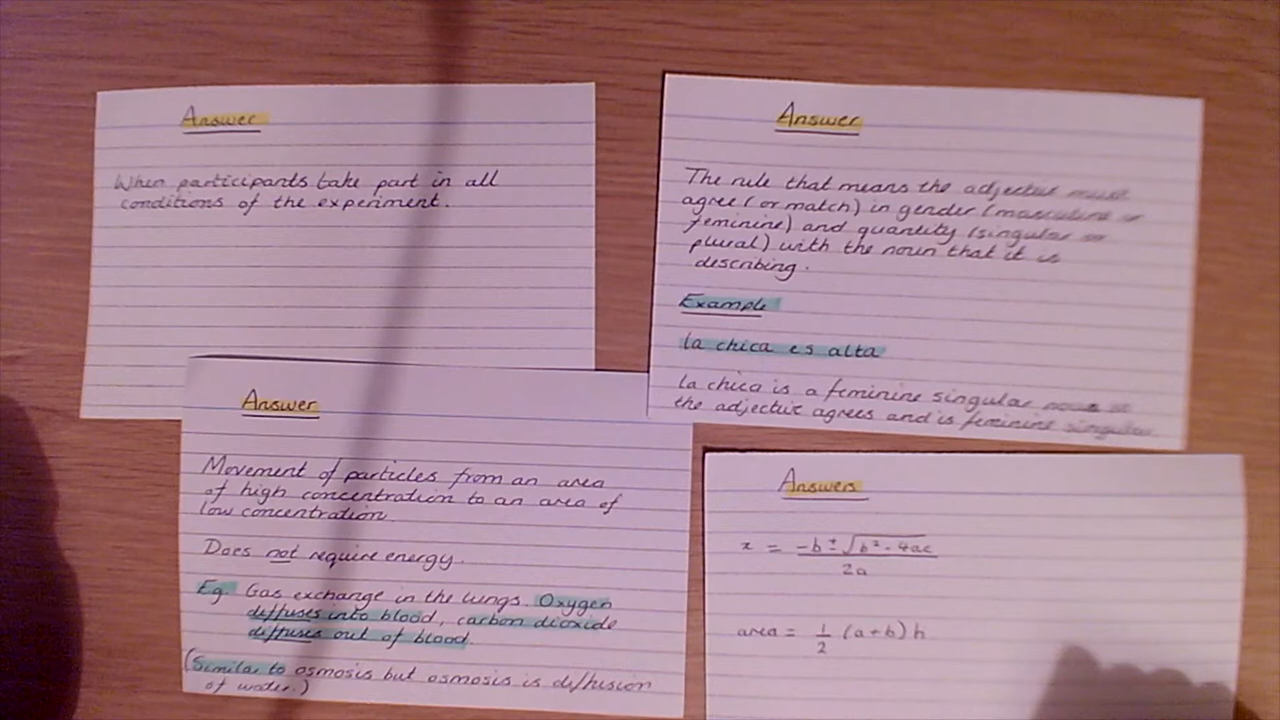 Answer
When participants take part in all
conditions of the experiment.
Answer
The rule that means the adjective must
agree (or match) in gender (masculine or
feminine) and quantity (singular or
plural) with the noun that it is
describing.
Example
la chica es alta
la chica is a feminine singular noun so
the adjective agrees and is feminine singular
Answer
Movement of particles from an area
of high concentration to an area of
low concentration.
Does not require energy.
Eg. Gas exchange in the lungs. Oxygen
diffuses into blood, carbon dioxide
diffuses out of blood.
(Similar to osmosis but osmosis is diffusion
of water.)
Answers
x = -b ± √b² - 4ac
2a
area = 1/2 (a+b)h